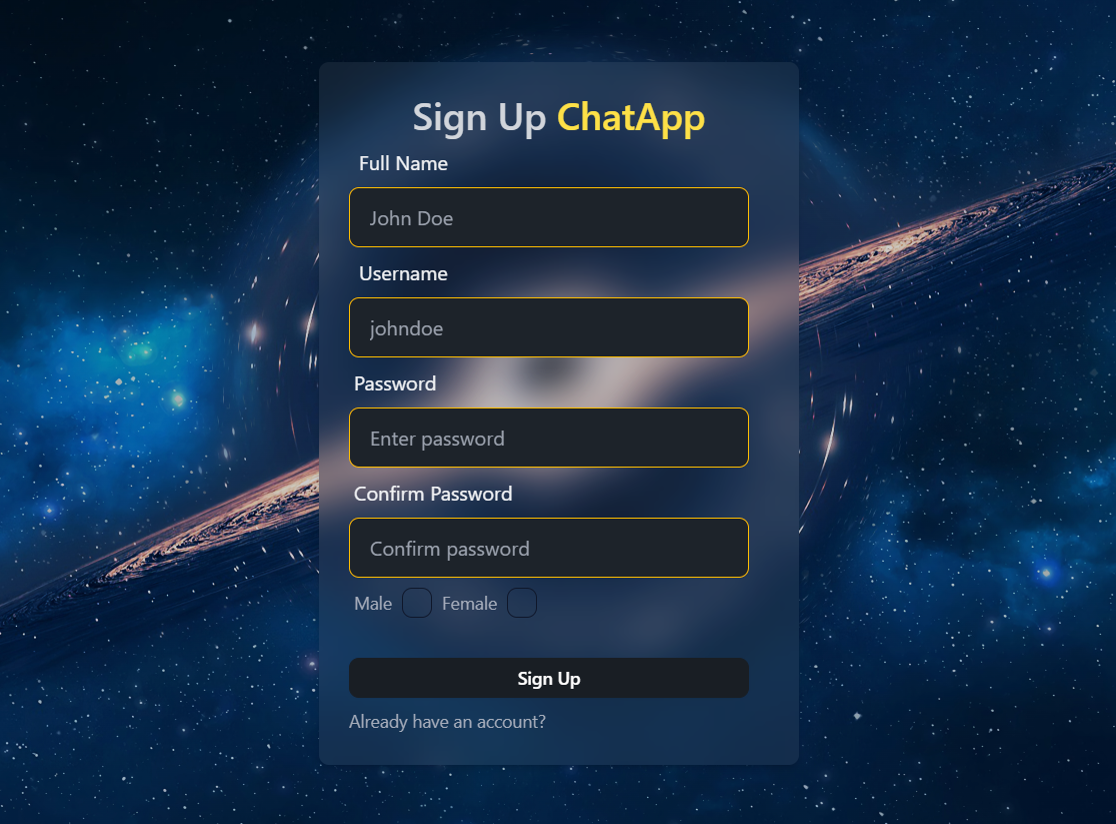 Sign Up ChatApp
Full Name
John Doe
Username
johndoe
Password
Enter password
Confirm Password
Confirm password
Male Female
Sign Up
Already have an account?